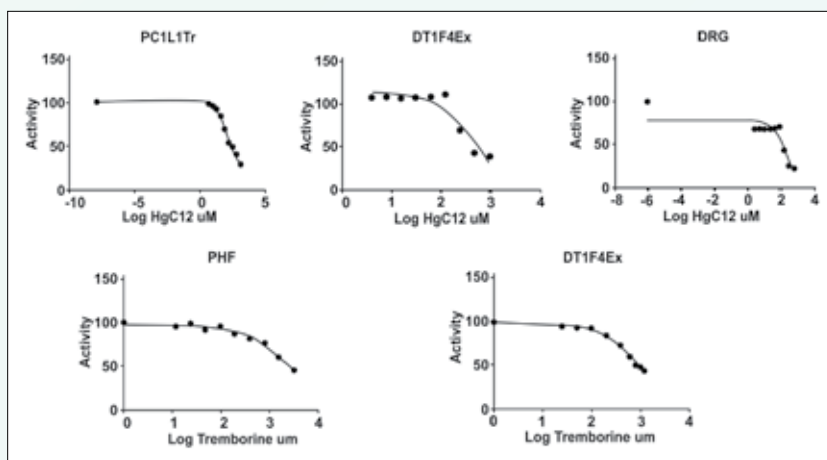 PC1L1Tr
150
100
50
0
-10 -5 0 5
Activity
Log HgC12 uM
DT1F4Ex
150
100
50
0
0 1 2 3 4
Activity
Log HgC12 uM
DRG
150
100
50
0
-8 -6 -4 -2 0 2 4
Activity
Log HgC12 uM
PHF
150
100
50
0
0 1 2 3 4
Activity
Log Tremborine um
DT1F4Ex
150
100
50
0
0 1 2 3 4
Activity
Log Tremborine um